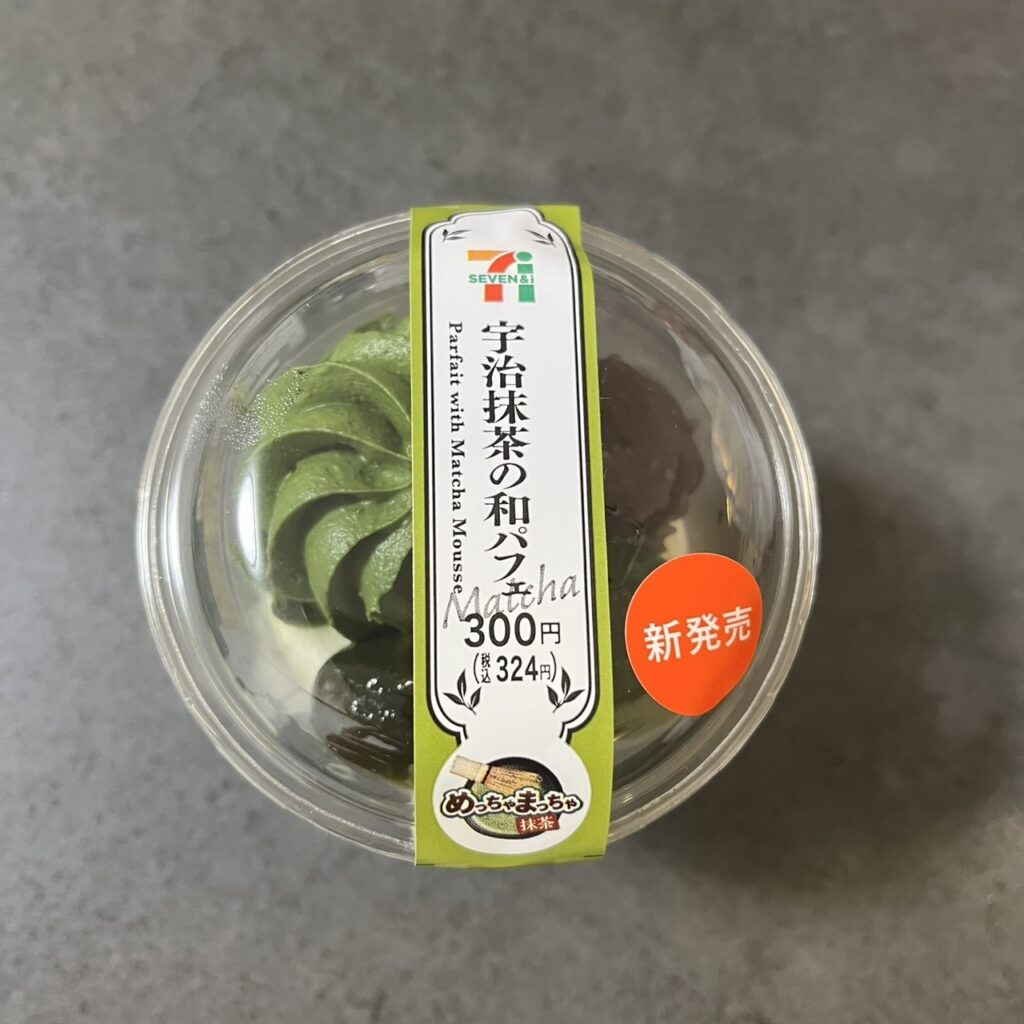 SEVEN&i
宇治抹茶の和パフェ
Parfait with Matcha Mousse
Matcha
300円
(税込324円)
めっちゃまっちゃ
抹茶
新発売